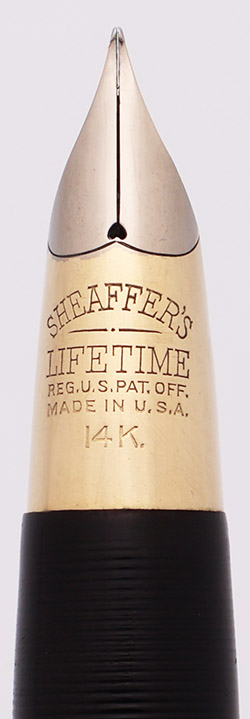 SHEAFFER'S
LIFETIME
REG. U.S. PAT. OFF.
MADE IN U.S.A.
14K.